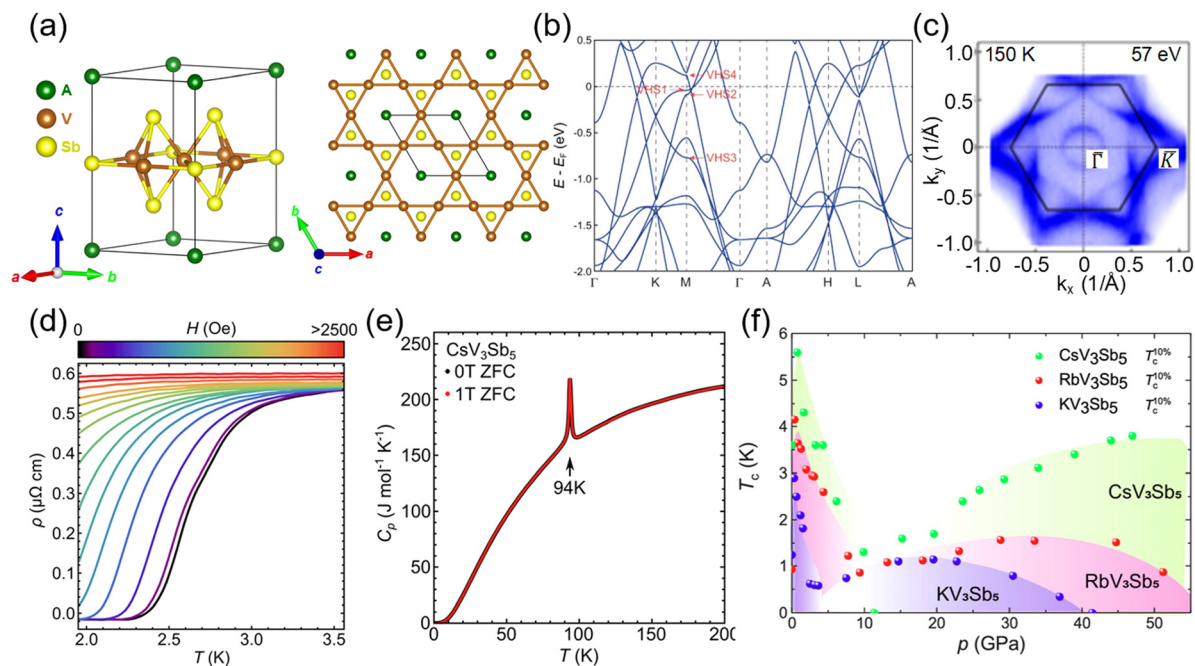 (a)
A
V
Sb
c
a
b
b
c
a
(b)
E - E_F (eV)
0.5
0
-0.5
-1.0
-1.5
-2.0
VHS4
VHS1
VHS2
VHS3
Γ K M Γ A H L A
(c)
150 K 57 eV
k_y (1/Å)
1.0
0.5
0
-0.5
-1.0
Γ̄
K̄
-1.0 -0.5 0 0.5 1.0
k_x (1/Å)
(d)
0 H (Oe) >2500
ρ (μΩ cm)
0.6
0.5
0.4
0.3
0.2
0.1
0.0
2.0 2.5 3.0 3.5
T (K)
(e)
CsV₃Sb₅
0T ZFC
1T ZFC
C_p (J mol⁻¹ K⁻¹)
250
200
150
100
50
0
94K
0 50 100 150 200
T (K)
(f)
T_c (K)
6
5
4
3
2
1
0
CsV₃Sb₅ T_c^10%
RbV₃Sb₅ T_c^10%
KV₃Sb₅ T_c^10%
CsV₃Sb₅
RbV₃Sb₅
KV₃Sb₅
0 10 20 30 40 50
p (GPa)